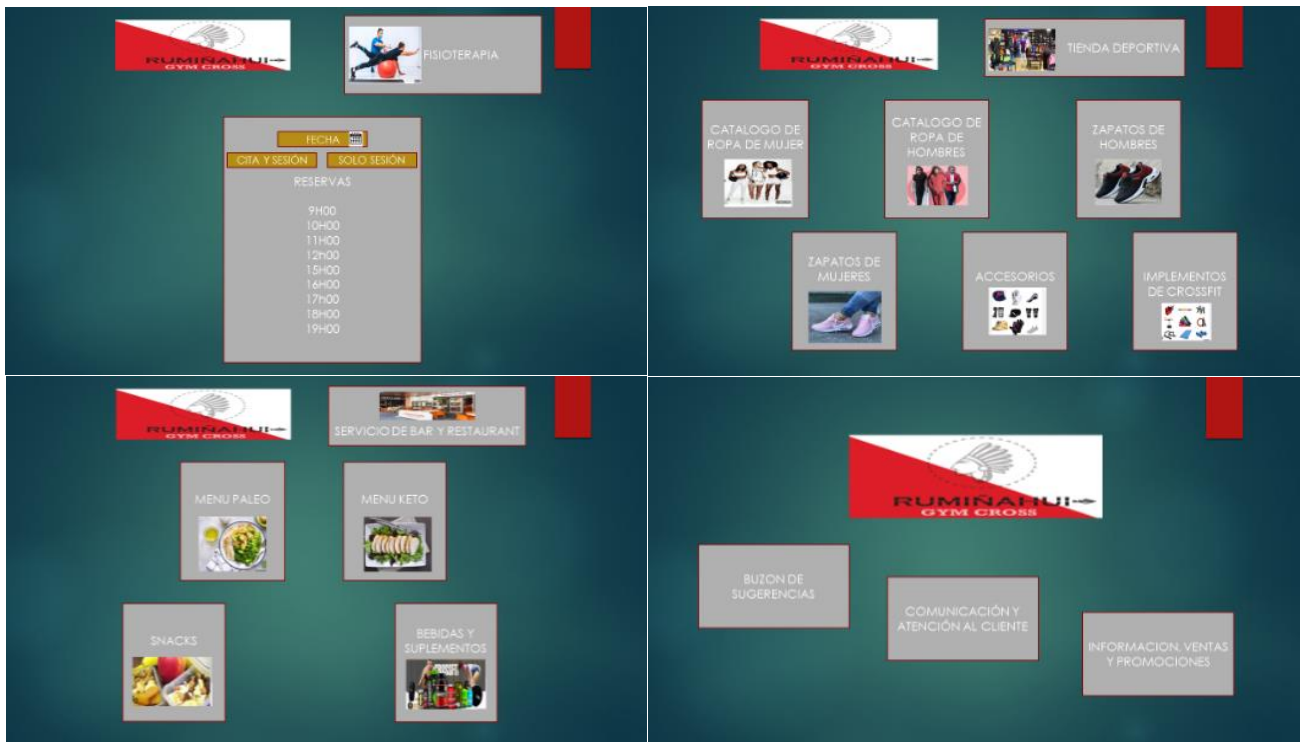 RUMIÑAHUI
GYM CROSS
FISIOTERAPIA
FECHA
CITA Y SESIÓN
SOLO SESIÓN
RESERVAS
9H00
10H00
11H00
12h00
15H00
16H00
17h00
18H00
19H00
RUMIÑAHUI
GYM CROSS
TIENDA DEPORTIVA
CATALOGO DE
ROPA DE MUJER
CATALOGO DE
ROPA DE
HOMBRES
ZAPATOS DE
HOMBRES
ZAPATOS DE
MUJERES
ACCESORIOS
IMPLEMENTOS
DE CROSSFIT
RUMIÑAHUI
GYM CROSS
SERVICIO DE BAR Y RESTAURANT
MENU PALEO
MENU KETO
SNACKS
BEBIDAS Y
SUPLEMENTOS
RUMIÑAHUI
GYM CROSS
BUZON DE
SUGERENCIAS
COMUNICACIÓN Y
ATENCIÓN AL CLIENTE
INFORMACION, VENTAS
Y PROMOCIONES